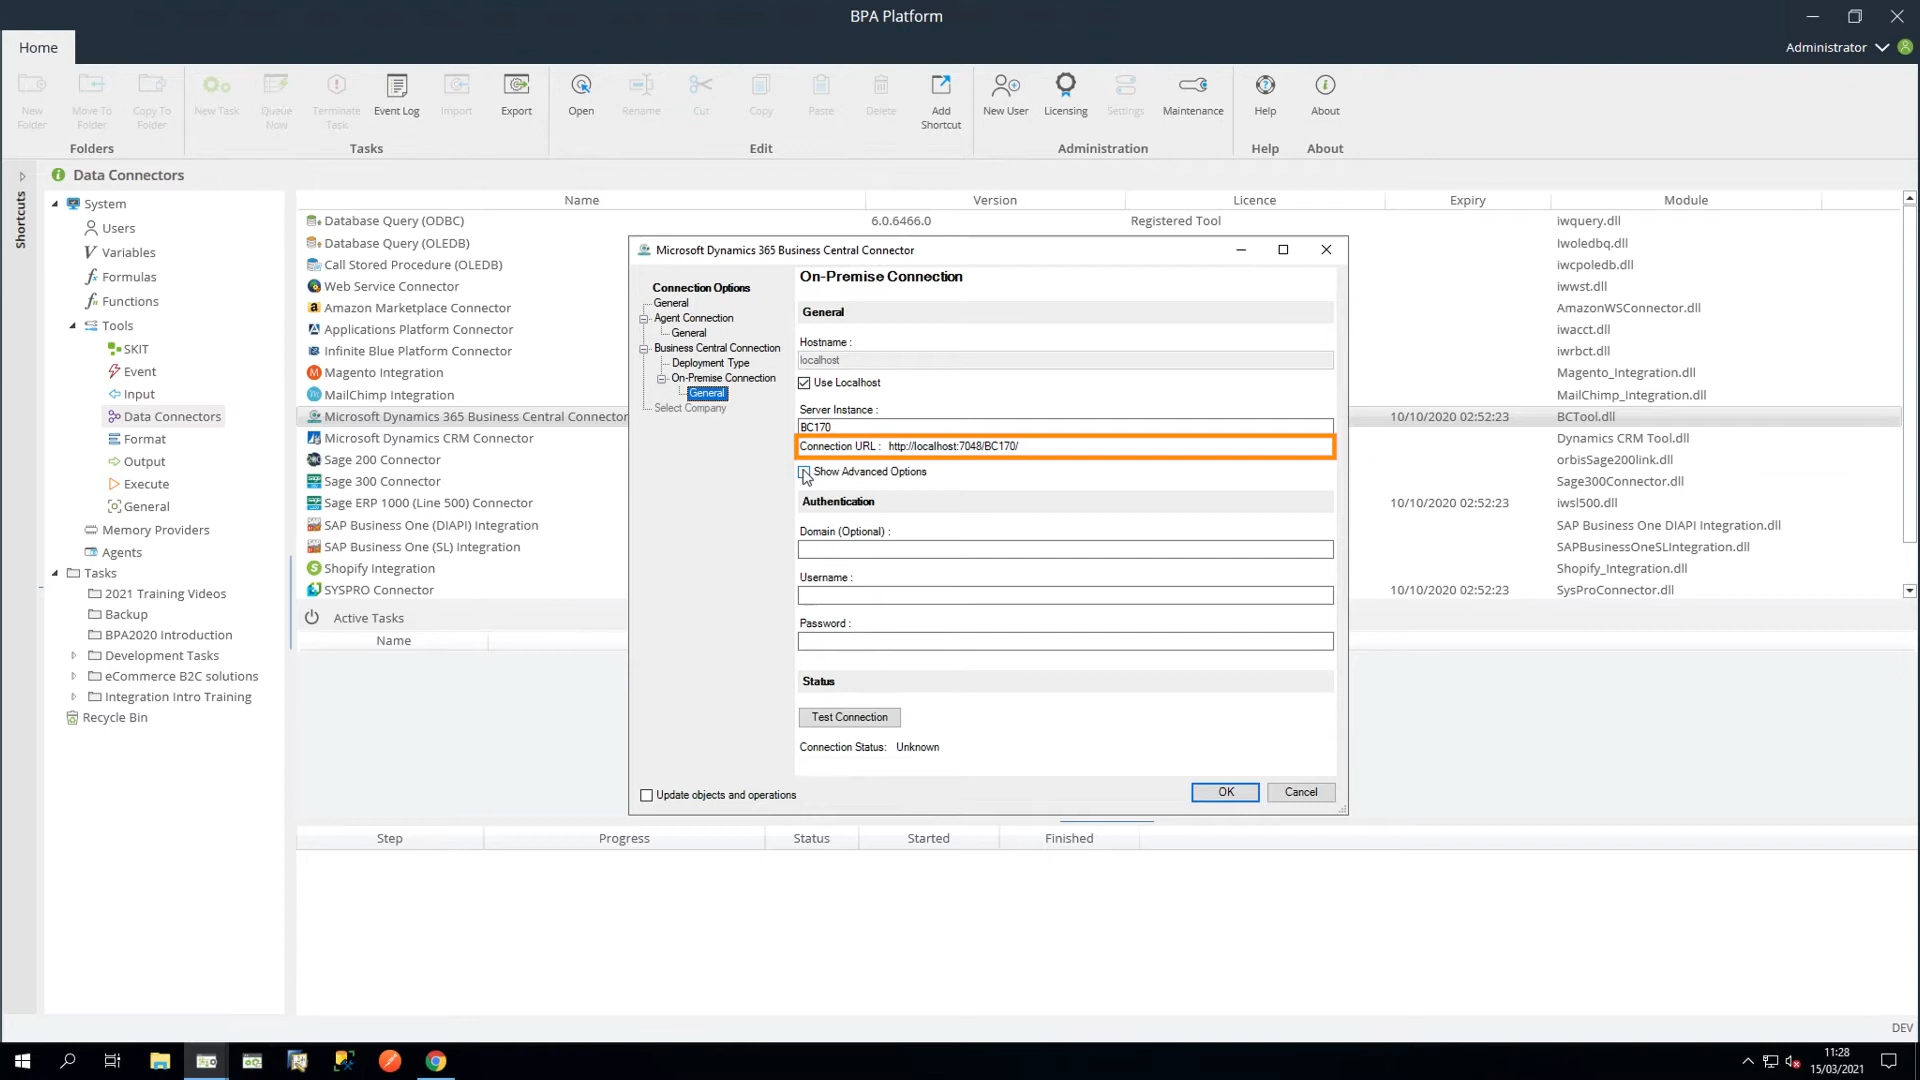 BPA Platform
Home
Administrator
New Folder
Move To Folder
Copy To Folder
New Task
Queue Now
Terminate Task
Event Log
Import
Export
Open
Rename
Cut
Copy
Paste
Delete
Add Shortcut
New User
Licensing
Settings
Maintenance
Help
About
Folders
Tasks
Edit
Administration
Help
About
Shortcuts
Data Connectors
System
Users
Variables
Formulas
Functions
Tools
SKIT
Event
Input
Data Connectors
Format
Output
Execute
General
Memory Providers
Agents
Tasks
2021 Training Videos
Backup
BPA2020 Introduction
Development Tasks
eCommerce B2C solutions
Integration Intro Training
Recycle Bin
Name Version Licence Expiry Module
Database Query (ODBC) 6.0.6466.0 Registered Tool iwquery.dll
Database Query (OLEDB) iwoledbq.dll
Call Stored Procedure (OLEDB) iwcpoledb.dll
Web Service Connector iwwst.dll
Amazon Marketplace Connector AmazonWSConnector.dll
Applications Platform Connector iwacct.dll
Infinite Blue Platform Connector iwrbct.dll
Magento Integration Magento_Integration.dll
MailChimp Integration MailChimp_Integration.dll
Microsoft Dynamics 365 Business Central Connector 10/10/2020 02:52:23 BCTool.dll
Microsoft Dynamics CRM Connector Dynamics CRM Tool.dll
Sage 200 Connector orbisSage200link.dll
Sage 300 Connector Sage300Connector.dll
Sage ERP 1000 (Line 500) Connector 10/10/2020 02:52:23 iwsl500.dll
SAP Business One (DIAPI) Integration SAP Business One DIAPI Integration.dll
SAP Business One (SL) Integration SAPBusinessOneSLIntegration.dll
Shopify Integration Shopify_Integration.dll
SYSPRO Connector 10/10/2020 02:52:23 SysProConnector.dll
Active Tasks
Name
Microsoft Dynamics 365 Business Central Connector
Connection Options
General
Agent Connection
General
Business Central Connection
Deployment Type
On-Premise Connection
General
Select Company
On-Premise Connection
General
Hostname :
localhost
Use Localhost
Server Instance :
BC170
Connection URL : http://localhost:7048/BC170/
Show Advanced Options
Authentication
Domain (Optional) :
Username :
Password :
Status
Test Connection
Connection Status: Unknown
Update objects and operations
OK
Cancel
Step Progress Status Started Finished
DEV
11:28
15/03/2021